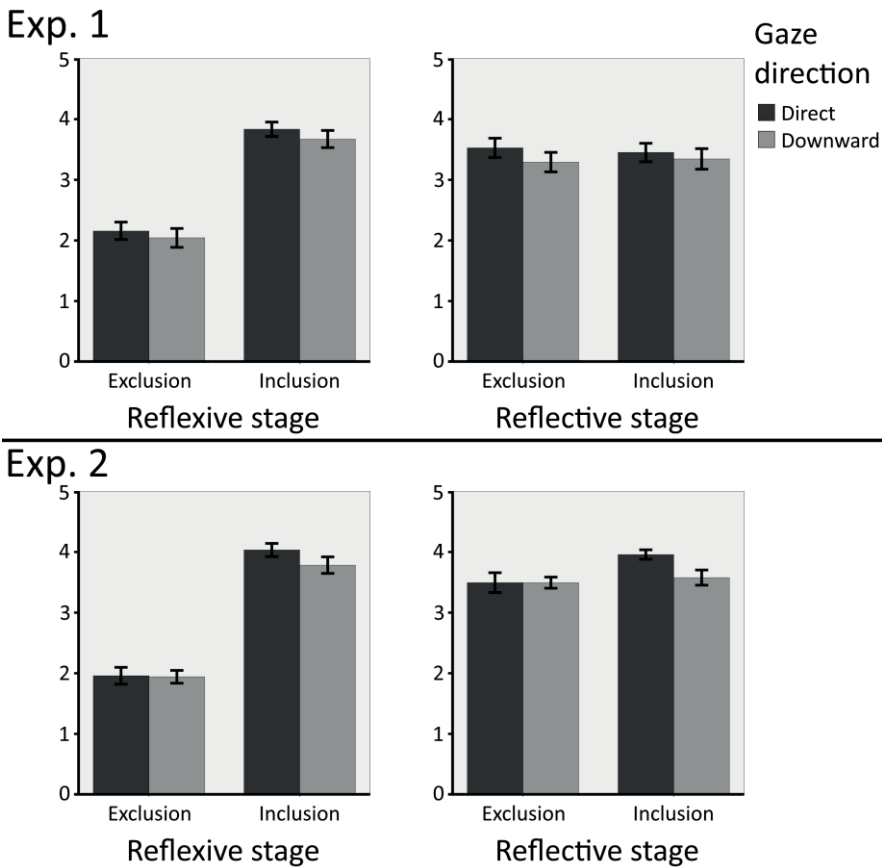 Exp. 1
Gaze
direction
Direct
Downward
5
4
3
2
1
0
Exclusion
Inclusion
Reflexive stage
5
4
3
2
1
0
Exclusion
Inclusion
Reflective stage
Exp. 2
5
4
3
2
1
0
Exclusion
Inclusion
Reflexive stage
5
4
3
2
1
0
Exclusion
Inclusion
Reflective stage